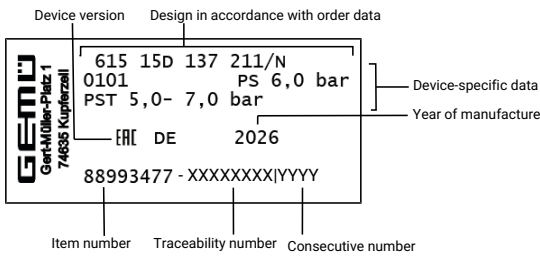 Device version
Design in accordance with order data
GEMÜ
Gert-Müller-Platz 1
74635 Kupferzell
615 15D 137 211/N
0101 PS 6,0 bar
PST 5,0- 7,0 bar
Device-specific data
Year of manufacture
EAC DE 2026
88993477 - XXXXXXXX|YYYY
Item number
Traceability number
Consecutive number